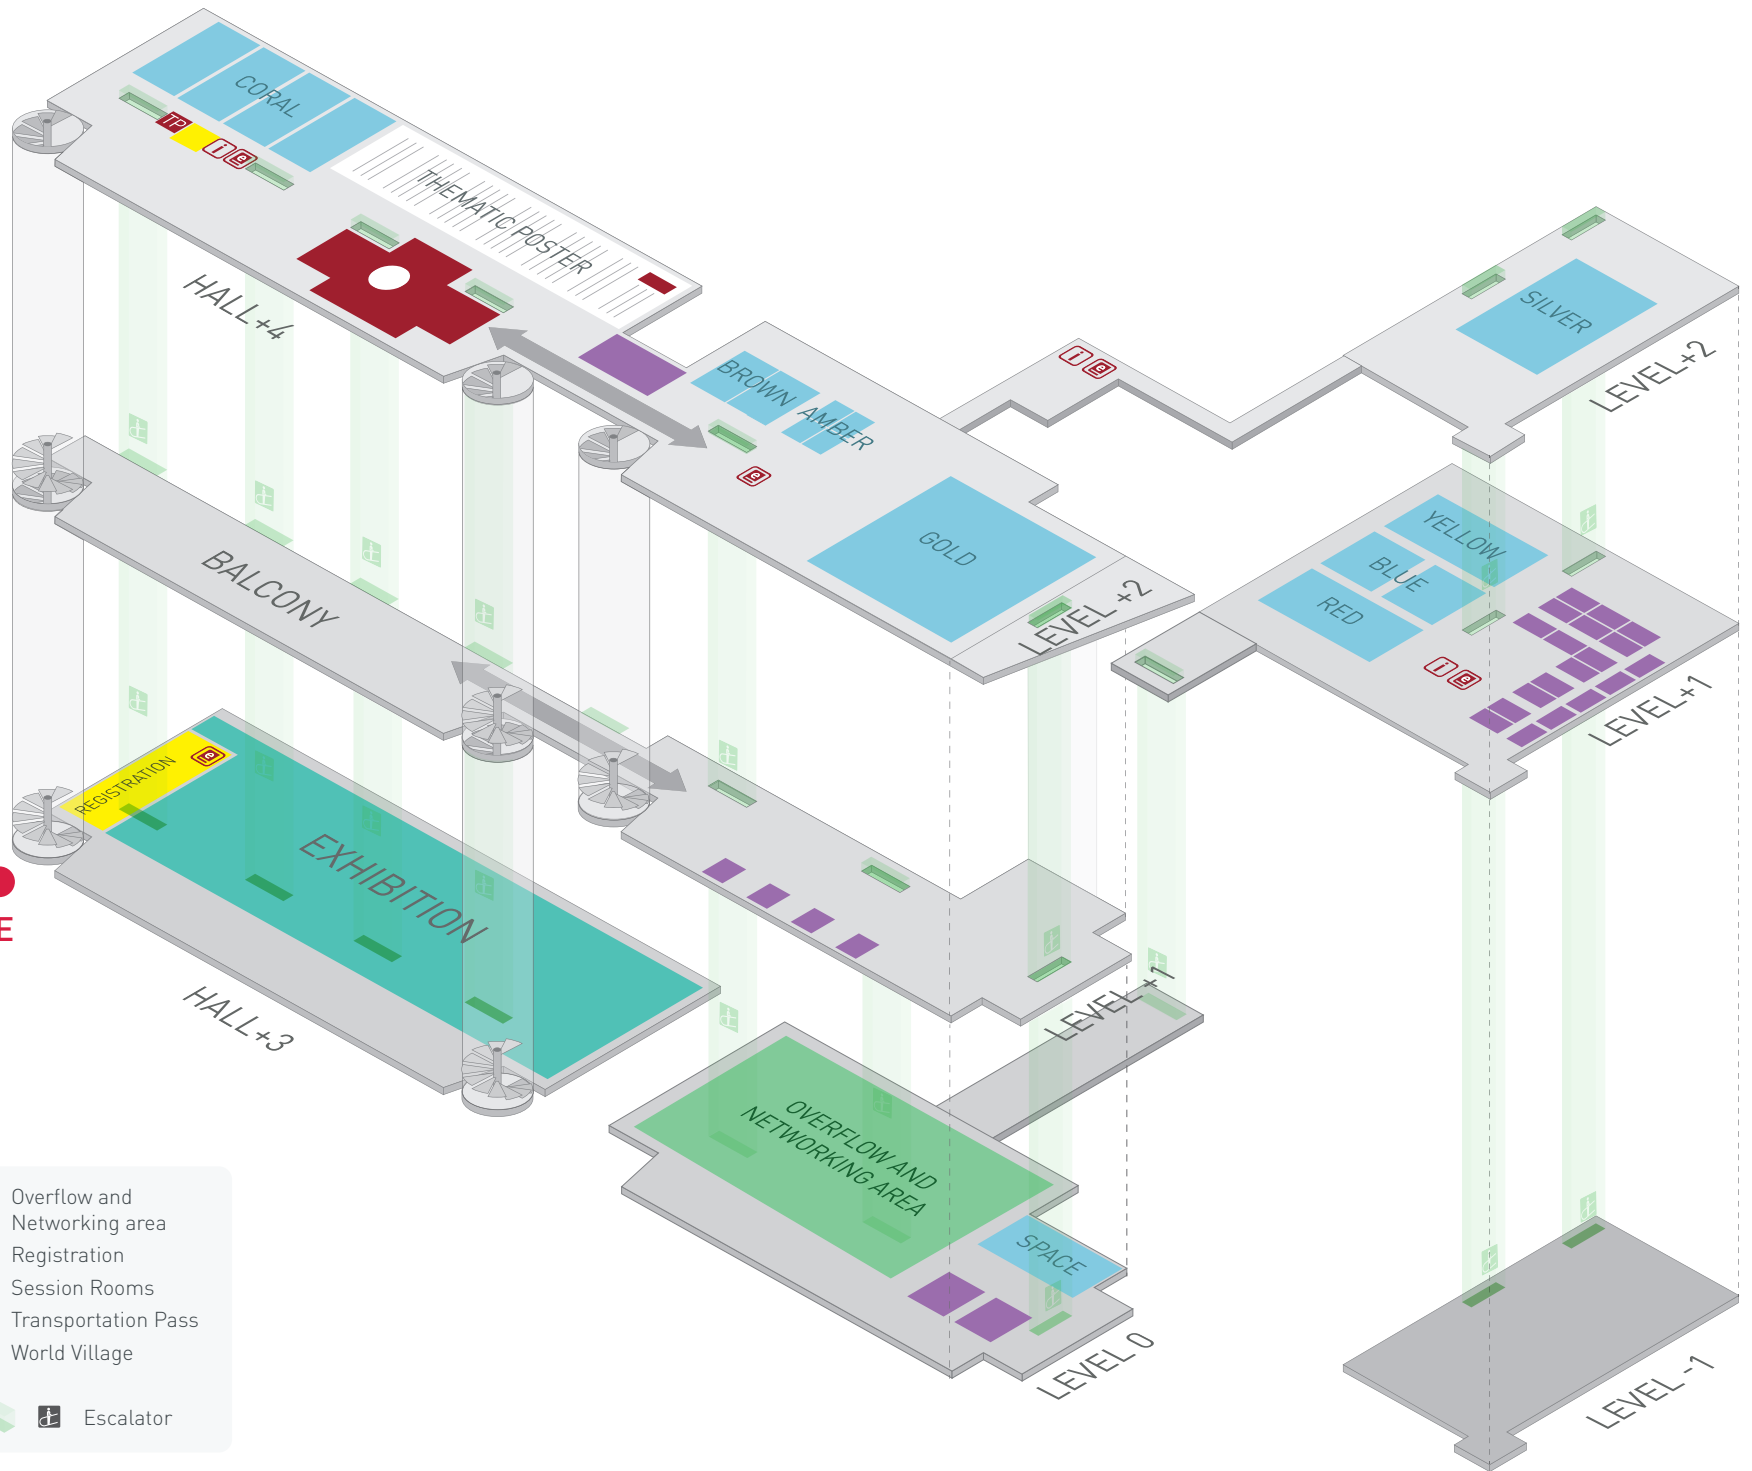 CORAL
TP
i
e
THEMATIC POSTER
HALL+4
BROWN
AMBER
e
GOLD
LEVEL +2
i
e
SILVER
LEVEL+2
YELLOW
BLUE
RED
i
e
LEVEL+1
BALCONY
REGISTRATION
e
EXHIBITION
HALL+3
E
LEVEL +1
OVERFLOW AND
NETWORKING AREA
SPACE
LEVEL 0
LEVEL -1
Overflow and
Networking area
Registration
Session Rooms
Transportation Pass
World Village
Escalator